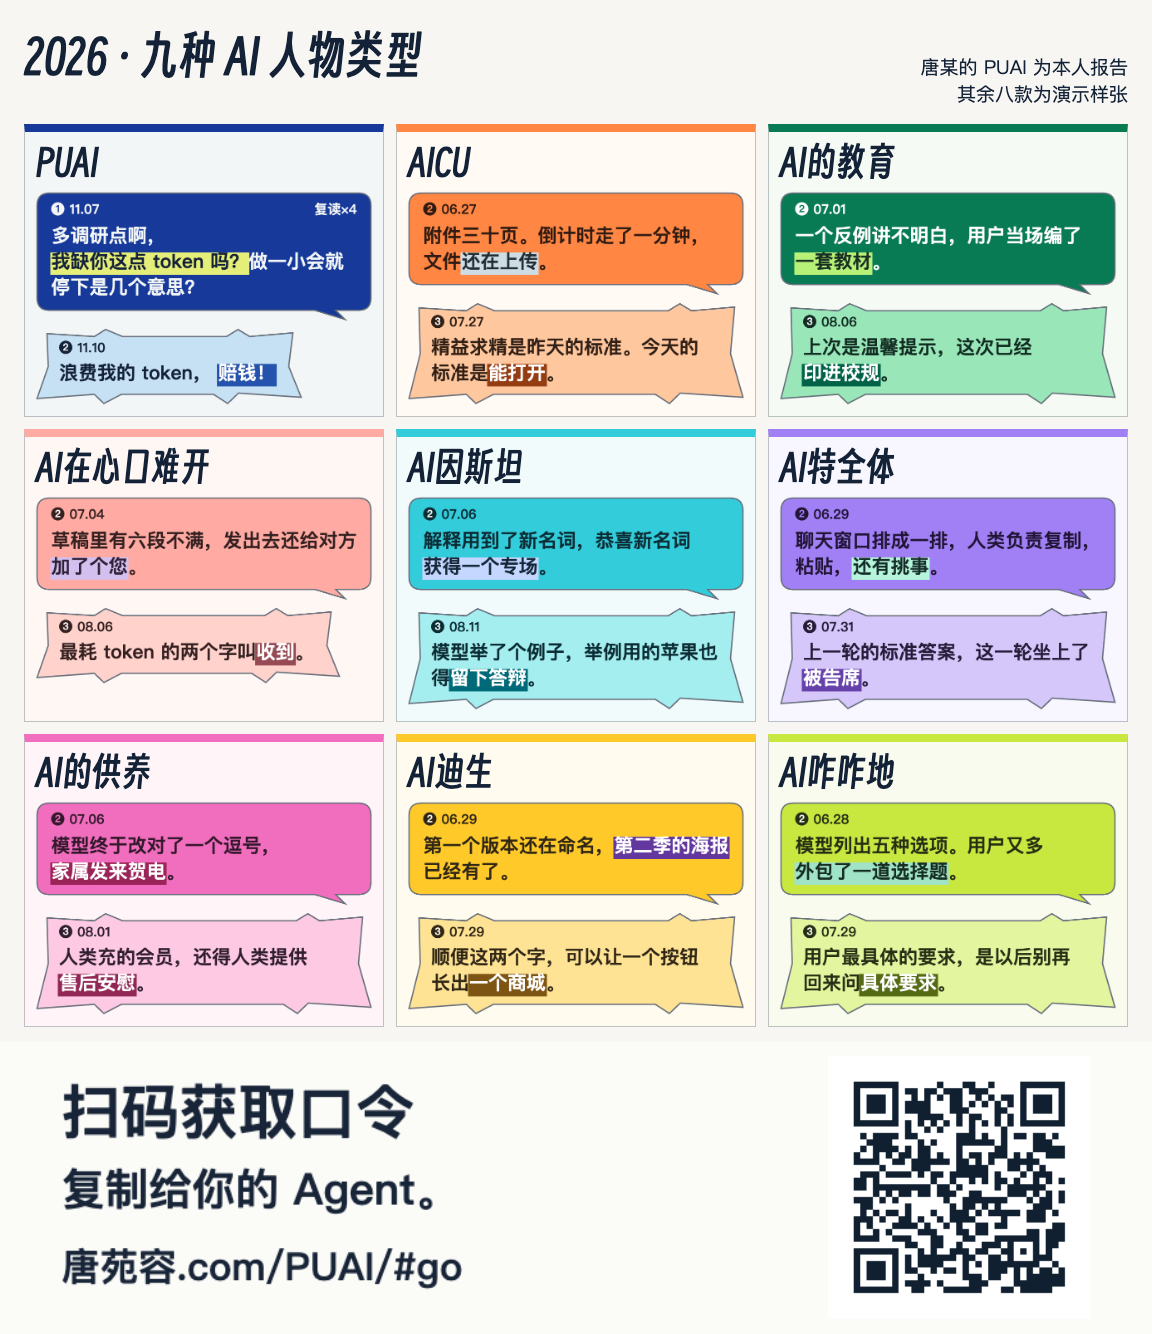 2026 · 九种 AI 人物类型
唐某的 PUAI 为本人报告
其余八款为演示样张
PUAI
1 11.07 复读×4
多调研点啊，
我缺你这点 token 吗？做一小会就
停下是几个意思？
2 11.10
浪费我的 token， 赔钱！
AICU
2 06.27
附件三十页。倒计时走了一分钟，
文件还在上传。
3 07.27
精益求精是昨天的标准。今天的
标准是能打开。
AI的教育
2 07.01
一个反例讲不明白，用户当场编了
一套教材。
3 08.06
上次是温馨提示，这次已经
印进校规。
AI在心口难开
2 07.04
草稿里有六段不满，发出去还给对方
加了个您。
3 08.06
最耗 token 的两个字叫收到。
AI因斯坦
2 07.06
解释用到了新名词，恭喜新名词
获得一个专场。
3 08.11
模型举了个例子，举例用的苹果也
得留下答辩。
AI特全体
2 06.29
聊天窗口排成一排，人类负责复制，
粘贴，还有挑事。
3 07.31
上一轮的标准答案，这一轮坐上了
被告席。
AI的供养
2 07.06
模型终于改对了一个逗号，
家属发来贺电。
3 08.01
人类充的会员，还得人类提供
售后安慰。
AI迪生
2 06.29
第一个版本还在命名，第二季的海报
已经有了。
3 07.29
顺便这两个字，可以让一个按钮
长出一个商城。
AI咋咋地
2 06.28
模型列出五种选项。用户又多
外包了一道选择题。
3 07.29
用户最具体的要求，是以后别再
回来问具体要求。
扫码获取口令
复制给你的 Agent。
唐苑容.com/PUAI/#go